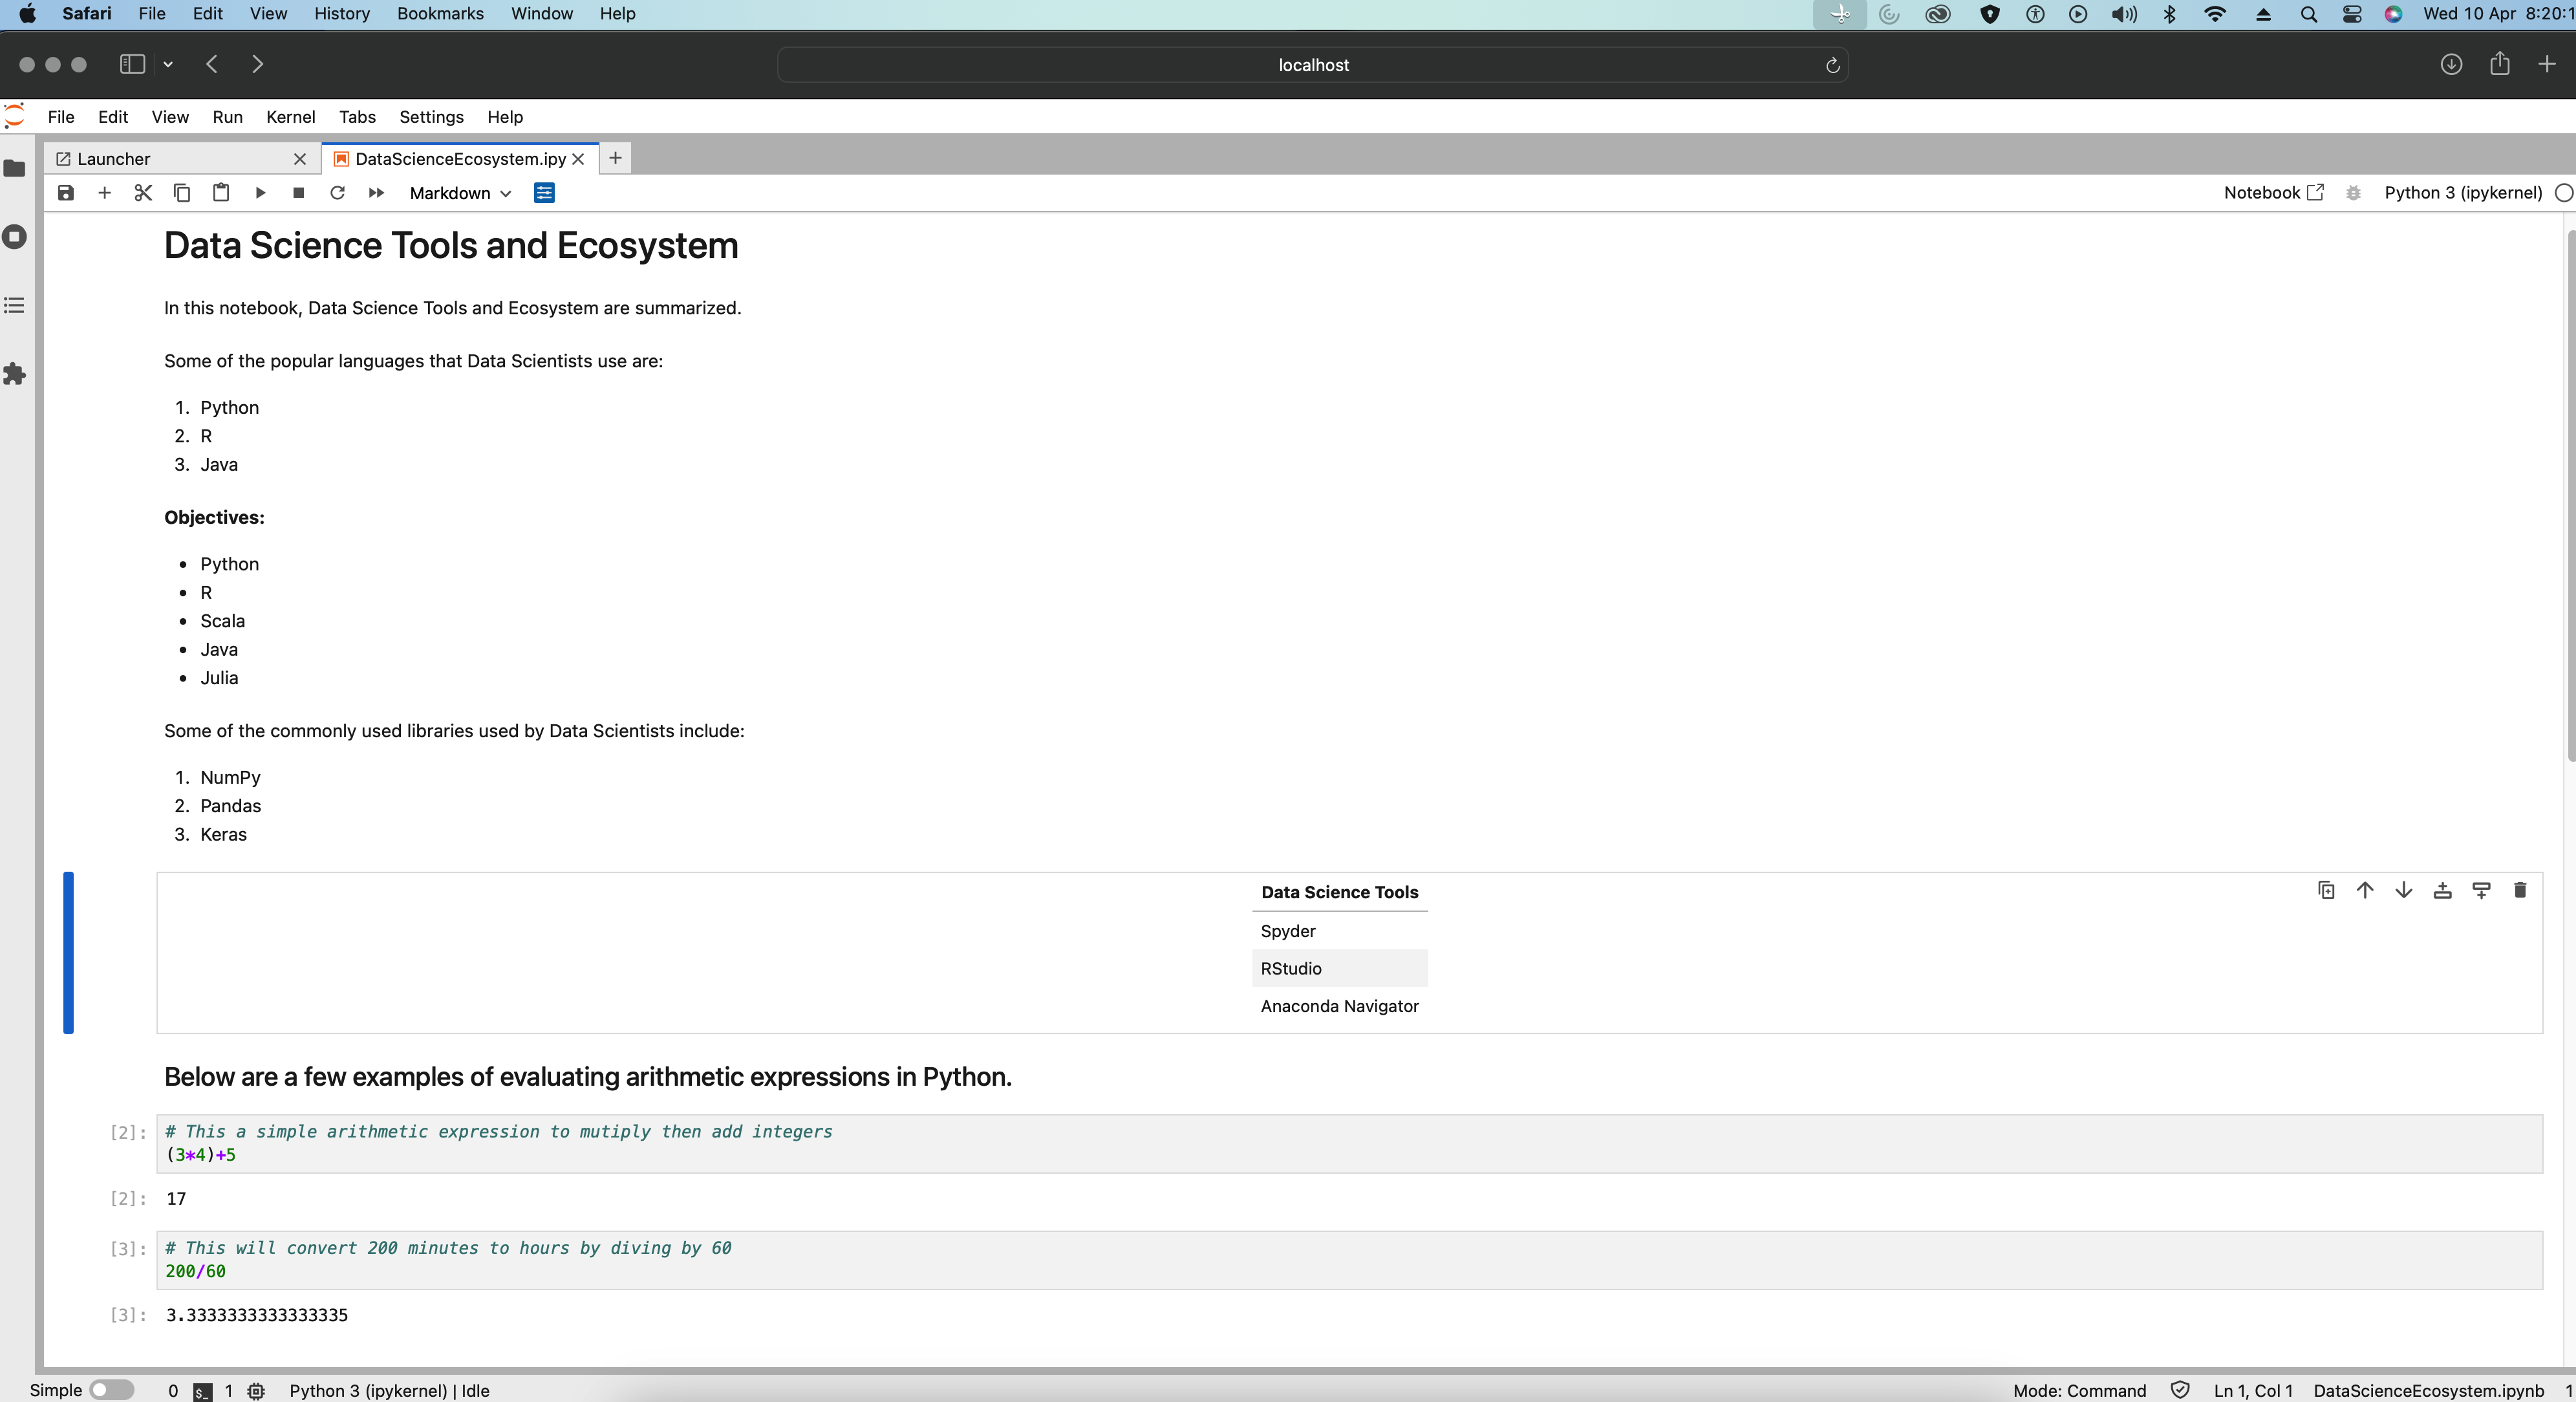 Safari File Edit View History Bookmarks Window Help Wed 10 Apr 8:20:1
localhost
File Edit View Run Kernel Tabs Settings Help
Launcher DataScienceEcosystem.ipy
Markdown Notebook Python 3 (ipykernel)
Data Science Tools and Ecosystem
In this notebook, Data Science Tools and Ecosystem are summarized.
Some of the popular languages that Data Scientists use are:
1. Python
2. R
3. Java
Objectives:
• Python
• R
• Scala
• Java
• Julia
Some of the commonly used libraries used by Data Scientists include:
1. NumPy
2. Pandas
3. Keras
Data Science Tools
Spyder
RStudio
Anaconda Navigator
Below are a few examples of evaluating arithmetic expressions in Python.
[2]: # This a simple arithmetic expression to mutiply then add integers
(3*4)+5
[2]: 17
[3]: # This will convert 200 minutes to hours by diving by 60
200/60
[3]: 3.3333333333333335
Simple 0 $_ 1 Python 3 (ipykernel) | Idle Mode: Command Ln 1, Col 1 DataScienceEcosystem.ipynb 1